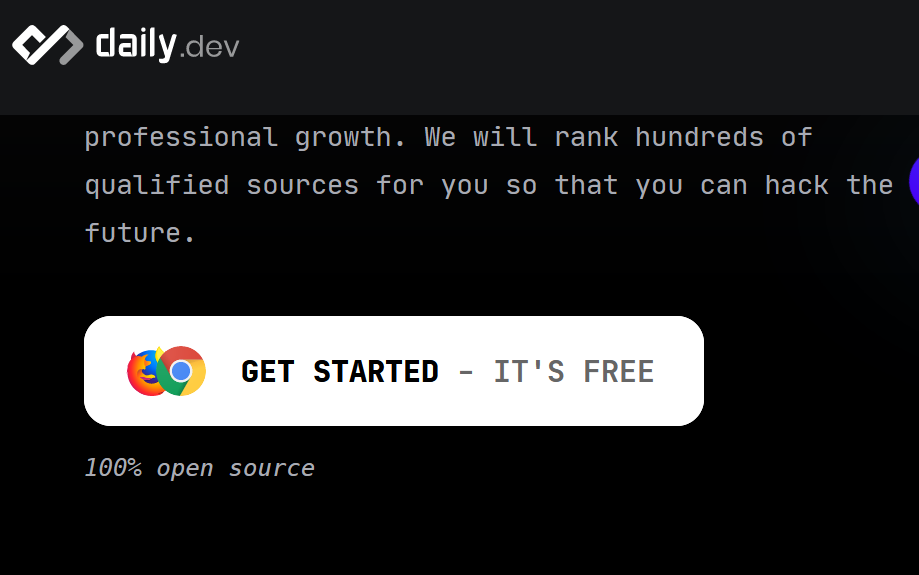 daily.dev
professional growth. We will rank hundreds of
qualified sources for you so that you can hack the
future.
GET STARTED – IT'S FREE
100% open source